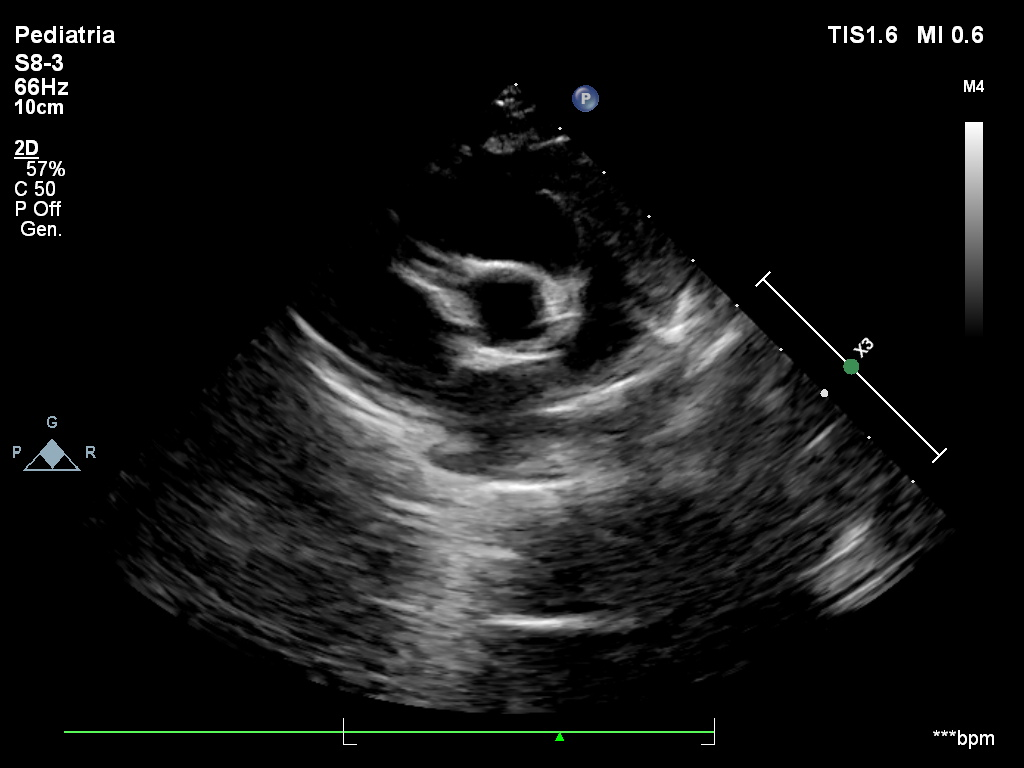 Pediatria
S8-3
66Hz
10cm
2D
57%
C 50
P Off
Gen.
TIS1.6 MI 0.6
M4
P
X3
G
P R
***bpm